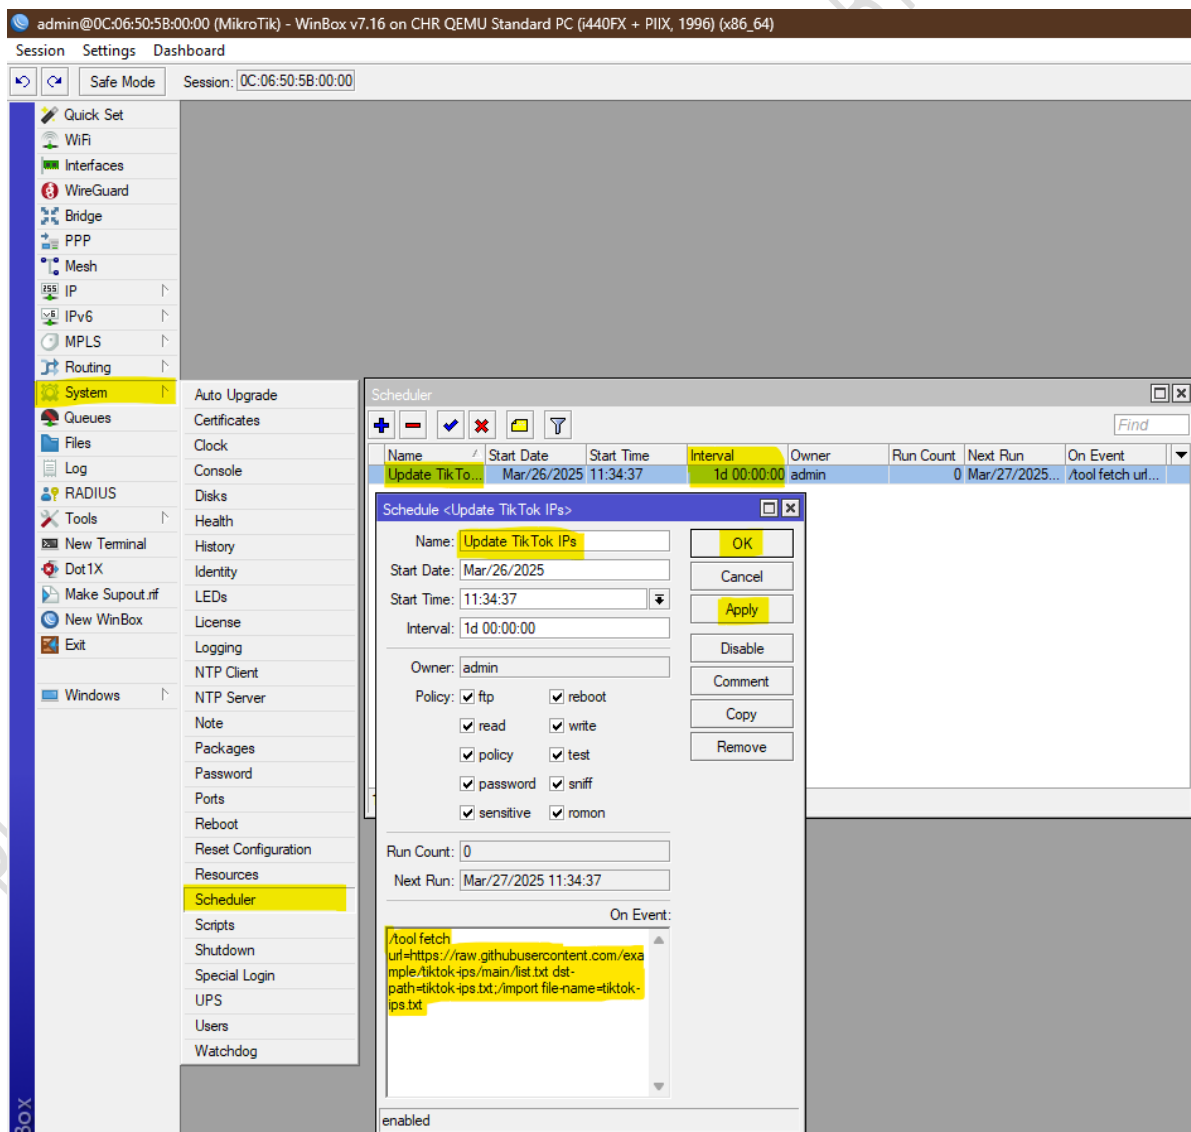 admin@0C:06:50:5B:00:00 (MikroTik) - WinBox v7.16 on CHR QEMU Standard PC (i440FX + PIIX, 1996) (x86_64)
Session Settings Dashboard
Safe Mode Session: 0C:06:50:5B:00:00
Quick Set
WiFi
Interfaces
WireGuard
Bridge
PPP
Mesh
IP
IPv6
MPLS
Routing
System
Queues
Files
Log
RADIUS
Tools
New Terminal
Dot1X
Make Supout.rif
New WinBox
Exit
Windows
Auto Upgrade
Certificates
Clock
Console
Disks
Health
History
Identity
LEDs
License
Logging
NTP Client
NTP Server
Note
Packages
Password
Ports
Reboot
Reset Configuration
Resources
Scheduler
Scripts
Shutdown
Special Login
UPS
Users
Watchdog
Scheduler
Find
Name Start Date Start Time Interval Owner Run Count Next Run On Event
Update TikTo... Mar/26/2025 11:34:37 1d 00:00:00 admin 0 Mar/27/2025... /tool fetch url...
Schedule <Update TikTok IPs>
Name: Update TikTok IPs
Start Date: Mar/26/2025
Start Time: 11:34:37
Interval: 1d 00:00:00
Owner: admin
Policy: ftp reboot
read write
policy test
password sniff
sensitive romon
Run Count: 0
Next Run: Mar/27/2025 11:34:37
On Event:
/tool fetch
url=https://raw.githubusercontent.com/exa
mple/tiktok-ips/main/list.txt dst-
path=tiktok-ips.txt;/import file-name=tiktok-
ips.txt
enabled
OK
Cancel
Apply
Disable
Comment
Copy
Remove